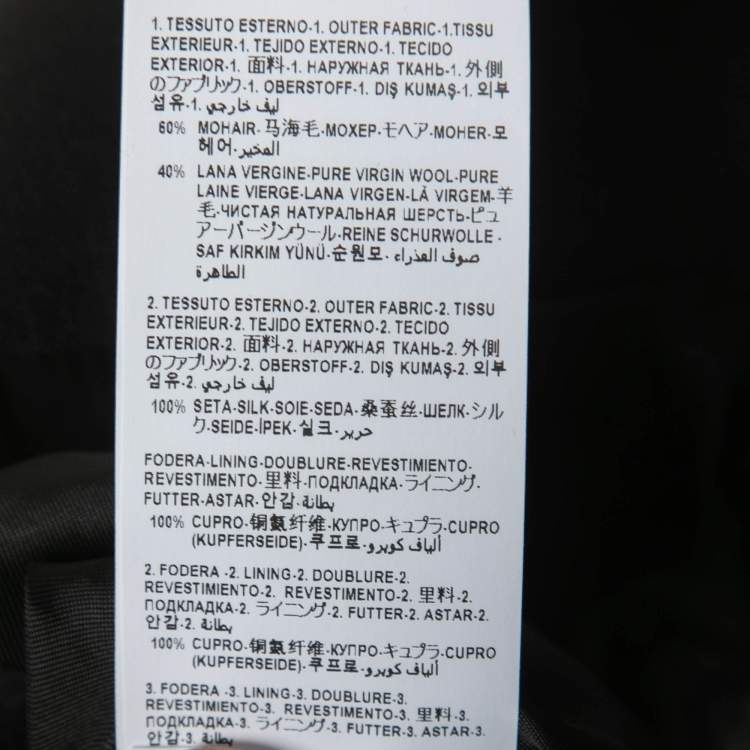 1. TESSUTO ESTERNO-1. OUTER FABRIC-1.TISSU
EXTERIEUR-1. TEJIDO EXTERNO-1. TECIDO
EXTERIOR-1. 面料-1. НАРУЖНАЯ ТКАНЬ-1. 外側
のファブリック-1. OBERSTOFF-1. DIŞ KUMAŞ-1. 외부
섬유-1. ليف خارجي
60% MOHAIR-马海毛-МОХЕР-モヘア-MOHER-모
헤어-المخير
40% LANA VERGINE-PURE VIRGIN WOOL-PURE
LAINE VIERGE-LANA VIRGEN-LÃ VIRGEM-羊
毛-ЧИСТАЯ НАТУРАЛЬНАЯ ШЕРСТЬ-ピュ
アーバージンウール-REINE SCHURWOLLE -
SAF KIRKIM YÜNÜ-순원모-صوف العذراء
الطاهرة
2. TESSUTO ESTERNO-2. OUTER FABRIC-2. TISSU
EXTERIEUR-2. TEJIDO EXTERNO-2. TECIDO
EXTERIOR-2. 面料-2. НАРУЖНАЯ ТКАНЬ-2. 外側
のファブリック-2. OBERSTOFF-2. DIŞ KUMAŞ-2. 외부
섬유-2. ليف خارجي
100% SETA-SILK-SOIE-SEDA-桑蚕丝-ШЕЛК-シル
ク-SEIDE-İPEK-실크-حرير
FODERA-LINING-DOUBLURE-REVESTIMIENTO-
REVESTIMENTO-里料-ПОДКЛАДКА-ライニング-
FUTTER-ASTAR-안감-بطانة
100% CUPRO-铜氨纤维-КУПРО-キュプラ-CUPRO
(KUPFERSEIDE)-쿠프로-ألياف كوبرو
2. FODERA -2. LINING-2. DOUBLURE-2.
REVESTIMIENTO-2. REVESTIMENTO-2. 里料-2.
ПОДКЛАДКА-2. ライニング-2. FUTTER-2. ASTAR-2.
안감-2. بطانة
100% CUPRO-铜氨纤维-КУПРО-キュプラ-CUPRO
(KUPFERSEIDE)-쿠프로-ألياف كوبرو
3. FODERA -3. LINING-3. DOUBLURE-3.
REVESTIMIENTO-3. REVESTIMENTO-3. 里料-3.
ПОДКЛАДКА-3. ライニング-3. FUTTER-3. ASTAR-3.
안감-3. بطانة